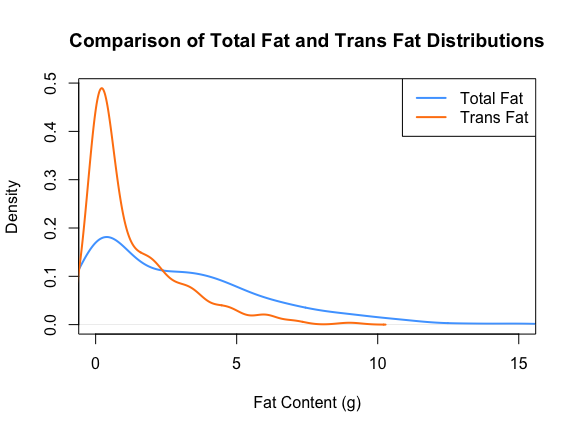 Comparison of Total Fat and Trans Fat Distributions
Total Fat
Trans Fat
Density
0.5
0.4
0.3
0.2
0.1
0.0
0 5 10 15
Fat Content (g)